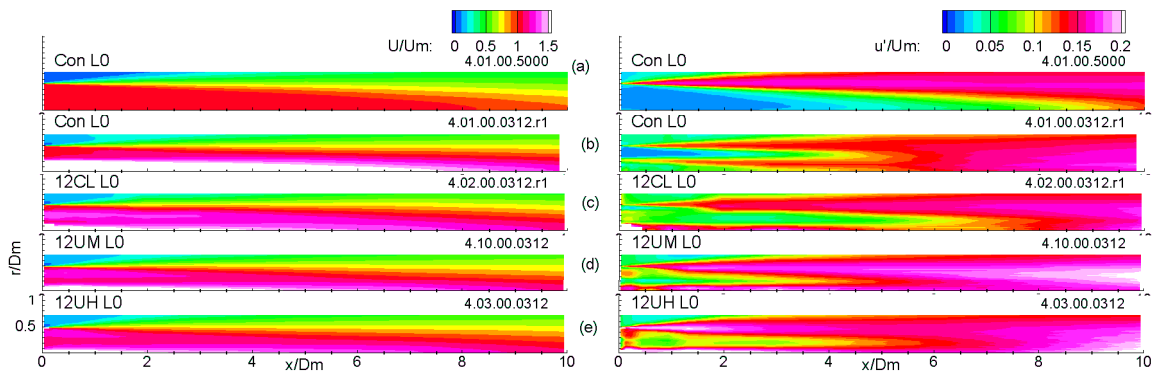 U/Um: 0 0.5 1 1.5
u'/Um: 0 0.05 0.1 0.15 0.2
Con L0 4.01.00.5000
(a)
Con L0 4.01.00.5000
Con L0 4.01.00.0312.r1
(b)
Con L0 4.01.00.0312.r1
12CL L0 4.02.00.0312.r1
(c)
12CL L0 4.02.00.0312.r1
12UM L0 4.10.00.0312
(d)
12UM L0 4.10.00.0312
12UH L0 4.03.00.0312
(e)
12UH L0 4.03.00.0312
r/Dm
1
0.5
0 2 4 6 8 10
x/Dm
0 2 4 6 8 10
x/Dm